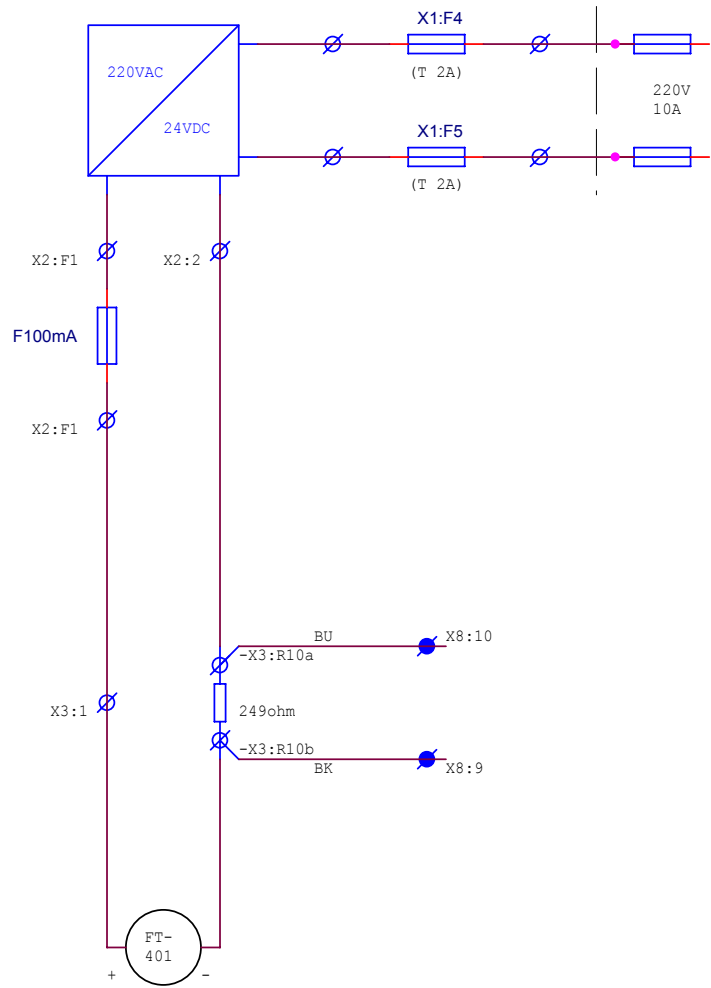 X1:F4
(T 2A)
220VAC
24VDC
220V
10A
X1:F5
(T 2A)
X2:F1
X2:2
F100mA
X2:F1
BU
X8:10
-X3:R10a
X3:1
249ohm
-X3:R10b
BK
X8:9
FT-
401
+
-